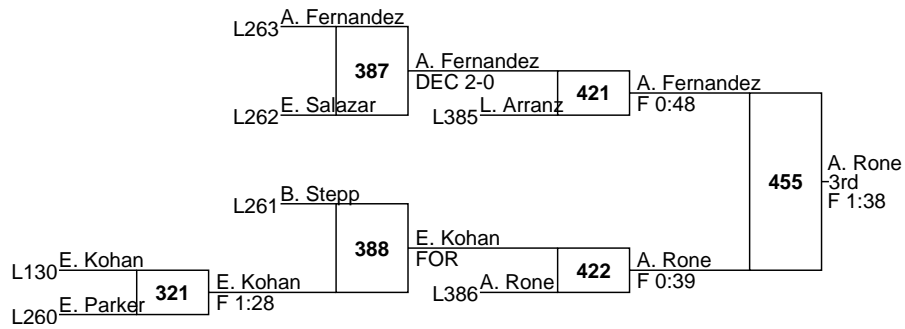 L263 A. Fernandez
387
L262 E. Salazar
A. Fernandez
DEC 2-0
L385 L. Arranz
421
A. Fernandez
F 0:48
455
A. Rone
3rd
F 1:38
L261 B. Stepp
388
E. Kohan
FOR
L386 A. Rone
422
A. Rone
F 0:39
L130 E. Kohan
321
L260 E. Parker
E. Kohan
F 1:28